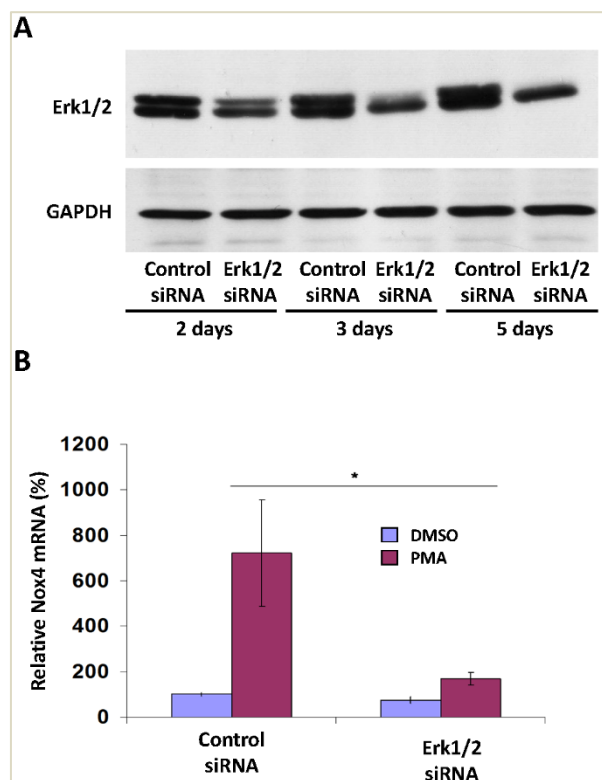 A
Erk1/2
GAPDH
Control Erk1/2 Control Erk1/2 Control Erk1/2
siRNA siRNA siRNA siRNA siRNA siRNA
2 days 3 days 5 days
B
Relative Nox4 mRNA (%)
1200
1000
800
600
400
200
0
*
DMSO
PMA
Control Erk1/2
siRNA siRNA